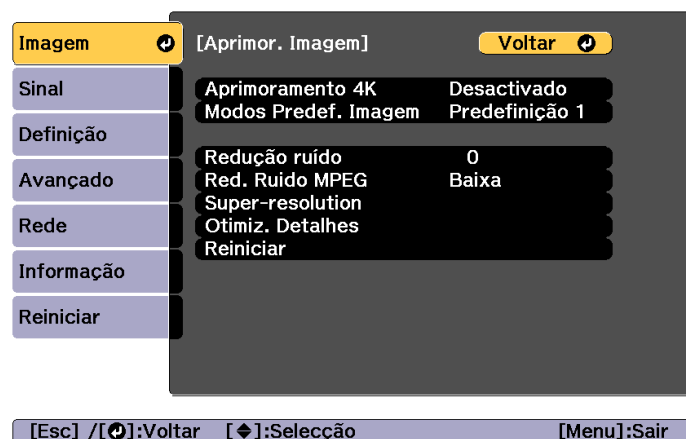 Imagem
Sinal
Definição
Avançado
Rede
Informação
Reiniciar
[Aprimor. Imagem] Voltar
Aprimoramento 4K Desactivado
Modos Predef. Imagem Predefinição 1
Redução ruído 0
Red. Ruido MPEG Baixa
Super-resolution
Otimiz. Detalhes
Reiniciar
[Esc] /[ ]:Voltar [ ]:Selecção [Menu]:Sair